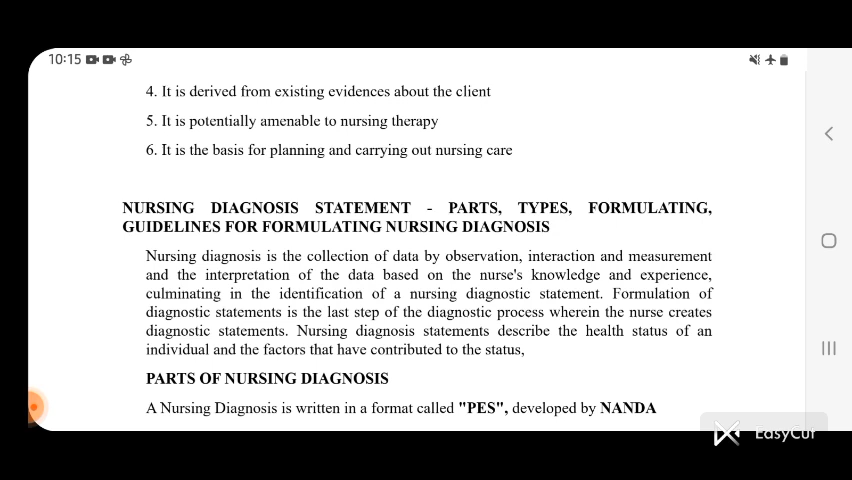 10:15
4. It is derived from existing evidences about the client
5. It is potentially amenable to nursing therapy
6. It is the basis for planning and carrying out nursing care
NURSING DIAGNOSIS STATEMENT - PARTS, TYPES, FORMULATING,
GUIDELINES FOR FORMULATING NURSING DIAGNOSIS
Nursing diagnosis is the collection of data by observation, interaction and measurement
and the interpretation of the data based on the nurse's knowledge and experience,
culminating in the identification of a nursing diagnostic statement. Formulation of
diagnostic statements is the last step of the diagnostic process wherein the nurse creates
diagnostic statements. Nursing diagnosis statements describe the health status of an
individual and the factors that have contributed to the status,
PARTS OF NURSING DIAGNOSIS
A Nursing Diagnosis is written in a format called "PES", developed by NANDA
EasyCut